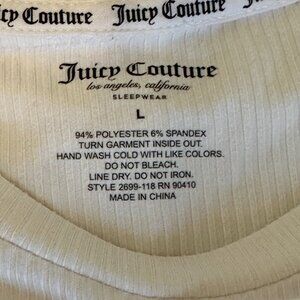 icy Couture Juicy Couture Juicy Couture
Juicy Couture
los angeles, california
SLEEPWEAR
L
94% POLYESTER 6% SPANDEX
TURN GARMENT INSIDE OUT.
HAND WASH COLD WITH LIKE COLORS.
DO NOT BLEACH.
LINE DRY. DO NOT IRON.
STYLE 2699-118 RN 90410
MADE IN CHINA